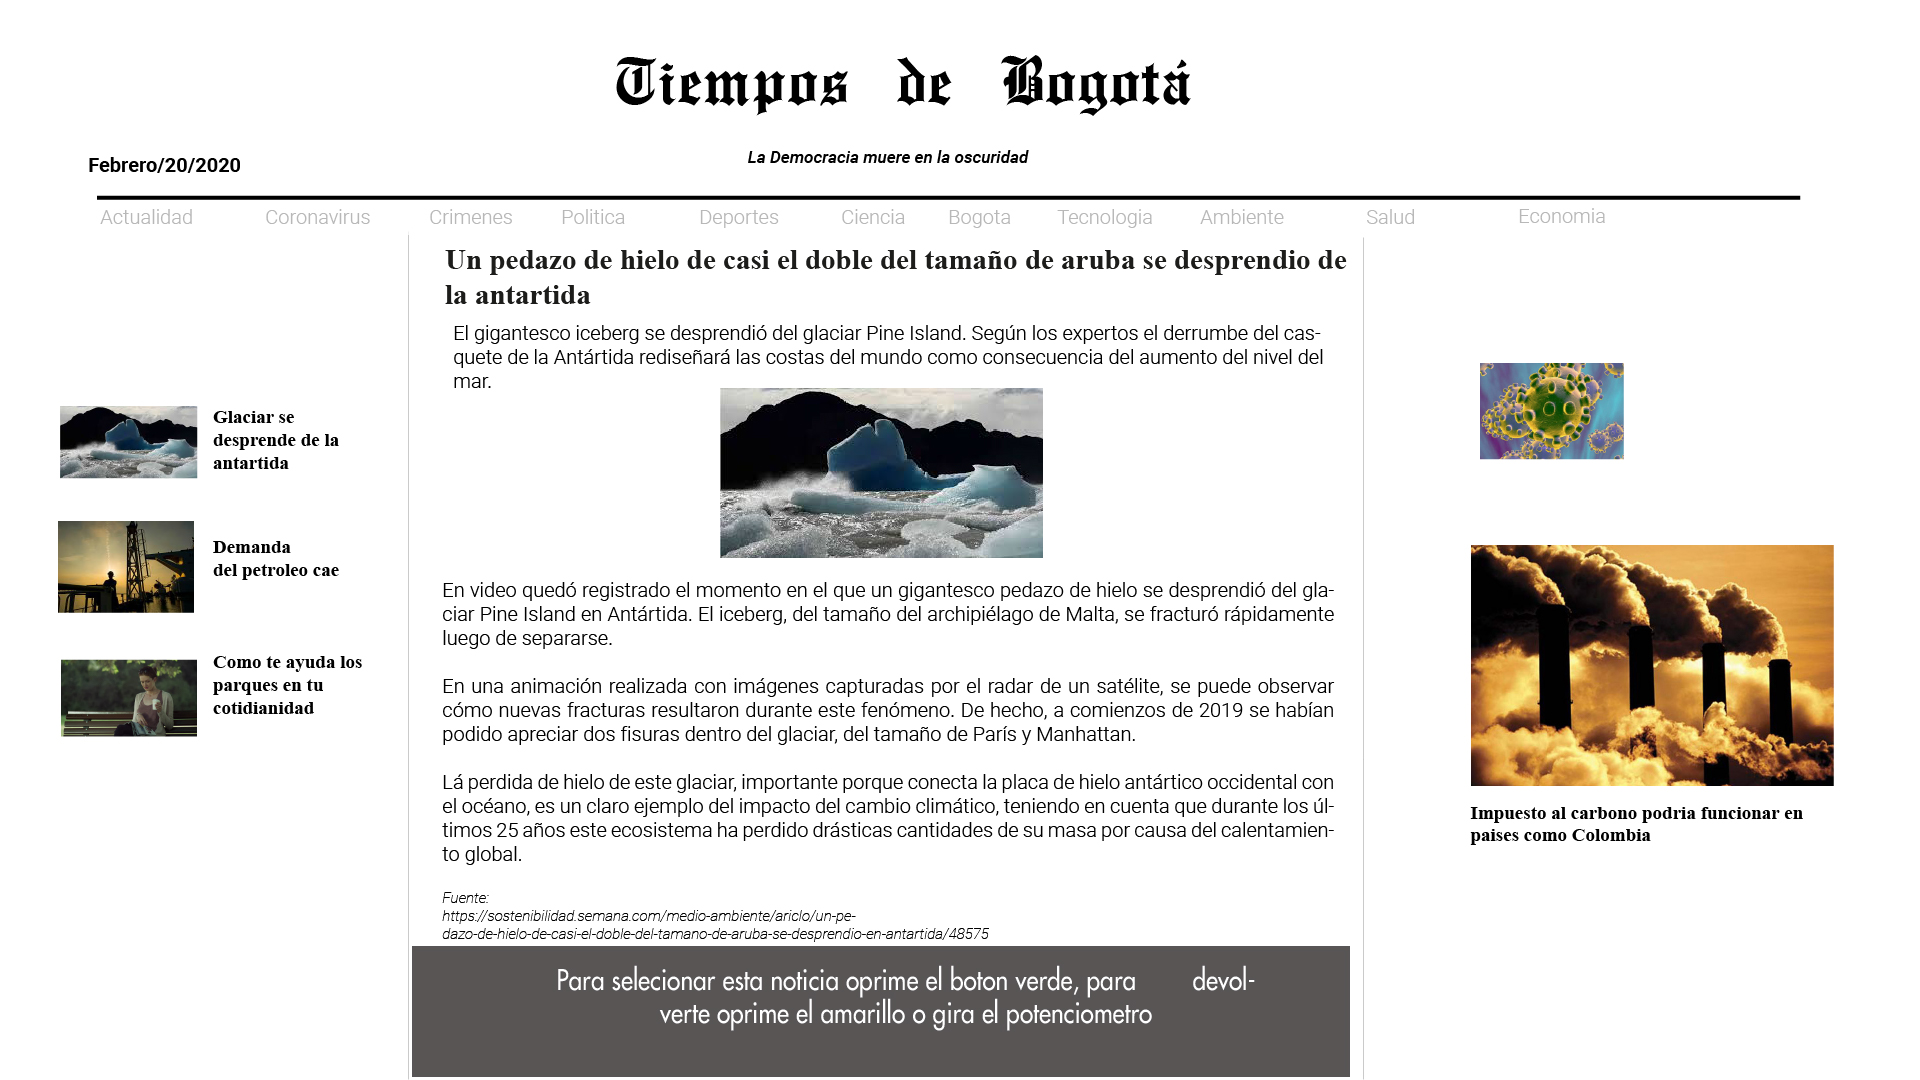 Tiempos de Bogotá
La Democracia muere en la oscuridad
Febrero/20/2020
Actualidad Coronavirus Crimenes Politica Deportes Ciencia Bogota Tecnologia Ambiente Salud Economia
Glaciar se
desprende de la
antartida
Demanda
del petroleo cae
Como te ayuda los
parques en tu
cotidianidad
Un pedazo de hielo de casi el doble del tamaño de aruba se desprendio de
la antartida
El gigantesco iceberg se desprendió del glaciar Pine Island. Según los expertos el derrumbe del cas-
quete de la Antártida rediseñará las costas del mundo como consecuencia del aumento del nivel del
mar.
En video quedó registrado el momento en el que un gigantesco pedazo de hielo se desprendió del gla-
ciar Pine Island en Antártida. El iceberg, del tamaño del archipiélago de Malta, se fracturó rápidamente
luego de separarse.
En una animación realizada con imágenes capturadas por el radar de un satélite, se puede observar
cómo nuevas fracturas resultaron durante este fenómeno. De hecho, a comienzos de 2019 se habían
podido apreciar dos fisuras dentro del glaciar, del tamaño de París y Manhattan.
Lá perdida de hielo de este glaciar, importante porque conecta la placa de hielo antártico occidental con
el océano, es un claro ejemplo del impacto del cambio climático, teniendo en cuenta que durante los úl-
timos 25 años este ecosistema ha perdido drásticas cantidades de su masa por causa del calentamien-
to global.
Fuente:
https://sostenibilidad.semana.com/medio-ambiente/ariclo/un-pe-
dazo-de-hielo-de-casi-el-doble-del-tamano-de-aruba-se-desprendio-en-antartida/48575
Para selecionar esta noticia oprime el boton verde, para devol-
verte oprime el amarillo o gira el potenciometro
Impuesto al carbono podria funcionar en
paises como Colombia